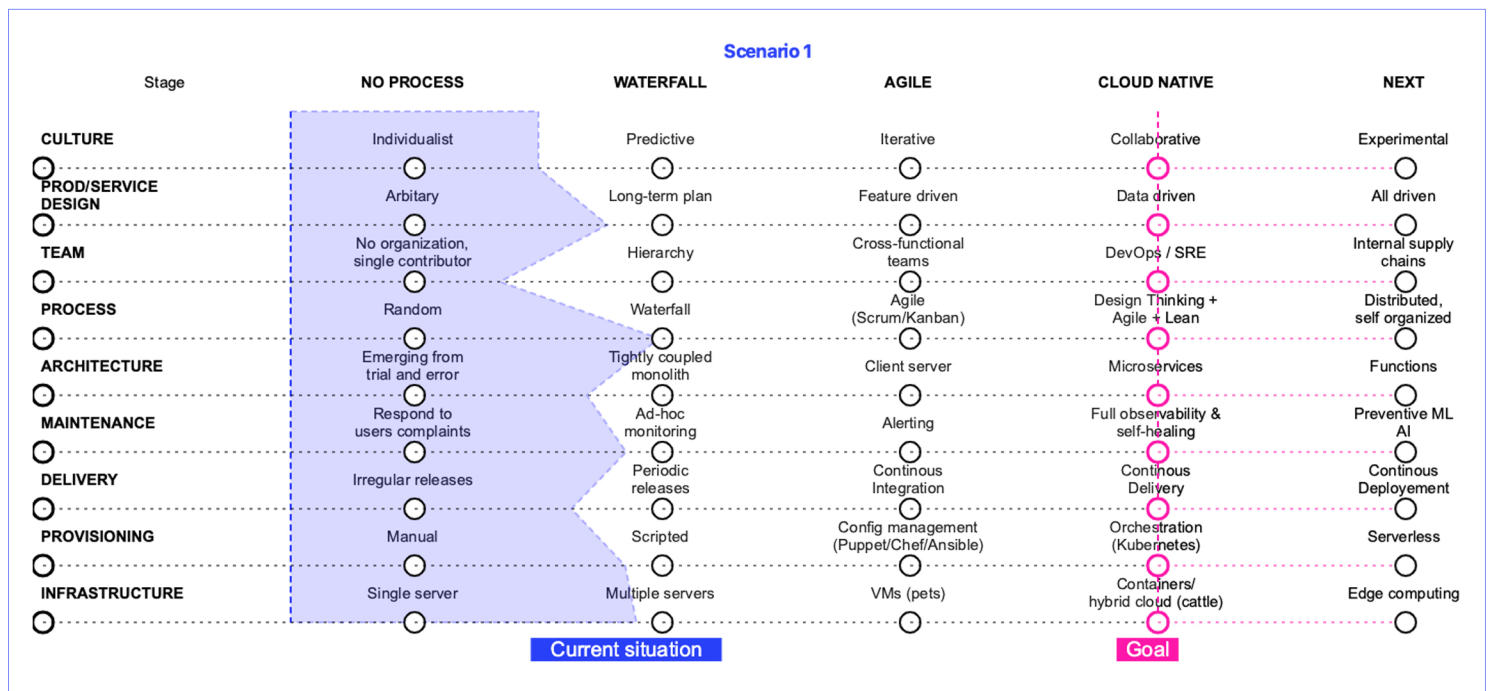 Scenario 1
Stage NO PROCESS WATERFALL AGILE CLOUD NATIVE NEXT
CULTURE Individualist Predictive Iterative Collaborative Experimental
PROD/SERVICE
DESIGN Arbitary Long-term plan Feature driven Data driven All driven
TEAM No organization,
single contributor Hierarchy Cross-functional
teams DevOps / SRE Internal supply
chains
PROCESS Random Waterfall Agile
(Scrum/Kanban) Design Thinking +
Agile + Lean Distributed,
self organized
ARCHITECTURE Emerging from
trial and error Tightly coupled
monolith Client server Microservices Functions
MAINTENANCE Respond to
users complaints Ad-hoc
monitoring Alerting Full observability &
self-healing Preventive ML
AI
DELIVERY Irregular releases Periodic
releases Continous
Integration Continous
Delivery Continous
Deployement
PROVISIONING Manual Scripted Config management
(Puppet/Chef/Ansible) Orchestration
(Kubernetes) Serverless
INFRASTRUCTURE Single server Multiple servers VMs (pets) Containers/
hybrid cloud (cattle) Edge computing
Current situation Goal